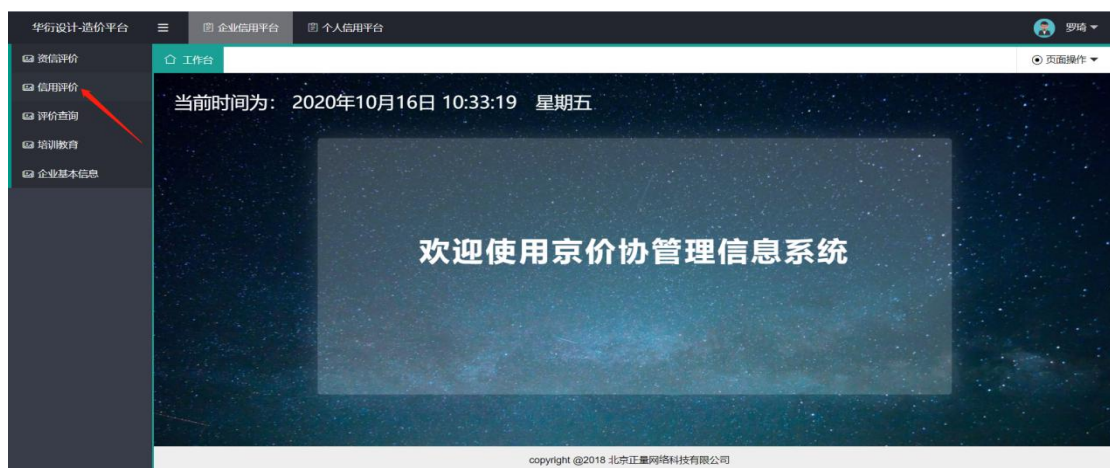 华衍设计-造价平台
企业信用平台
个人信用平台
罗琦
资信评价
工作台
页面操作
信用评价
当前时间为： 2020年10月16日 10:33:19 星期五
评价查询
培训教育
企业基本信息
欢迎使用京价协管理信息系统
copyright @2018 北京正量网络科技有限公司